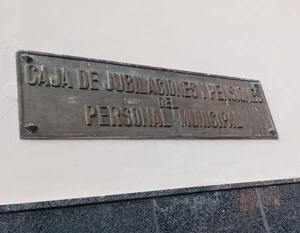 CAJA DE JUBILACIONES Y PENSIONES
DEL
PERSONAL MUNICIPAL